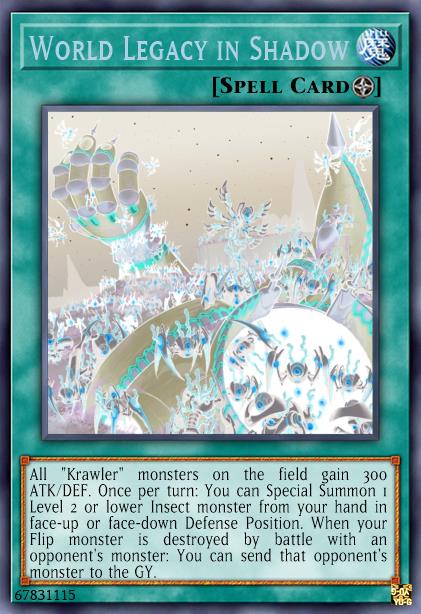 World Legacy in Shadow
魔
[Spell Card]
All "Krawler" monsters on the field gain 300
ATK/DEF. Once per turn: You can Special Summon 1
Level 2 or lower Insect monster from your hand in
face-up or face-down Defense Position. When your
Flip monster is destroyed by battle with an
opponent's monster: You can send that opponent's
monster to the GY.
67831115